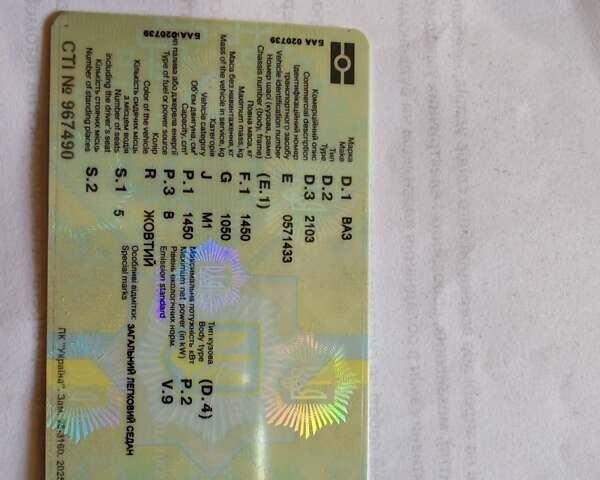 БАА 020739
БАА 020739
Марка D.1 ВАЗ
Make
Тип D.2
Type
Комерційний опис D.3 2103
Commercial description
Ідентифікаційний номер
транспортного засобу E 0571433
Vehicle identification number
Номер шасі (кузова, рами) (E.1)
Chassis number (body, frame)
Повна маса, кг F.1 1450
Maximum mass, kg
Маса без навантаження, кг G 1050
Mass of the vehicle in service, kg
Категорія J M1
Vehicle category
Об'єм двигуна, см³ P.1 1450
Capacity, cm³
Тип палива або джерела енергії P.3 B
Type of fuel or power source
Колір R ЖОВТИЙ
Color of the vehicle
Кількість сидячих місць
з місцем водія S.1 5
Number of seats
including the driver's seat
Кількість стоячих місць S.2
Number of standing places
Тип кузова (D.4)
Body type
Максимальна потужність кВт P.2
Maximum net power (in kW)
Рівень екологічних норм V.9
Emission standard
Особливі відмітки: ЗАГАЛЬНИЙ ЛЕГКОВИЙ СЕДАН
Special marks
СТІ № 967490
ПК "Україна". Зам. 2025